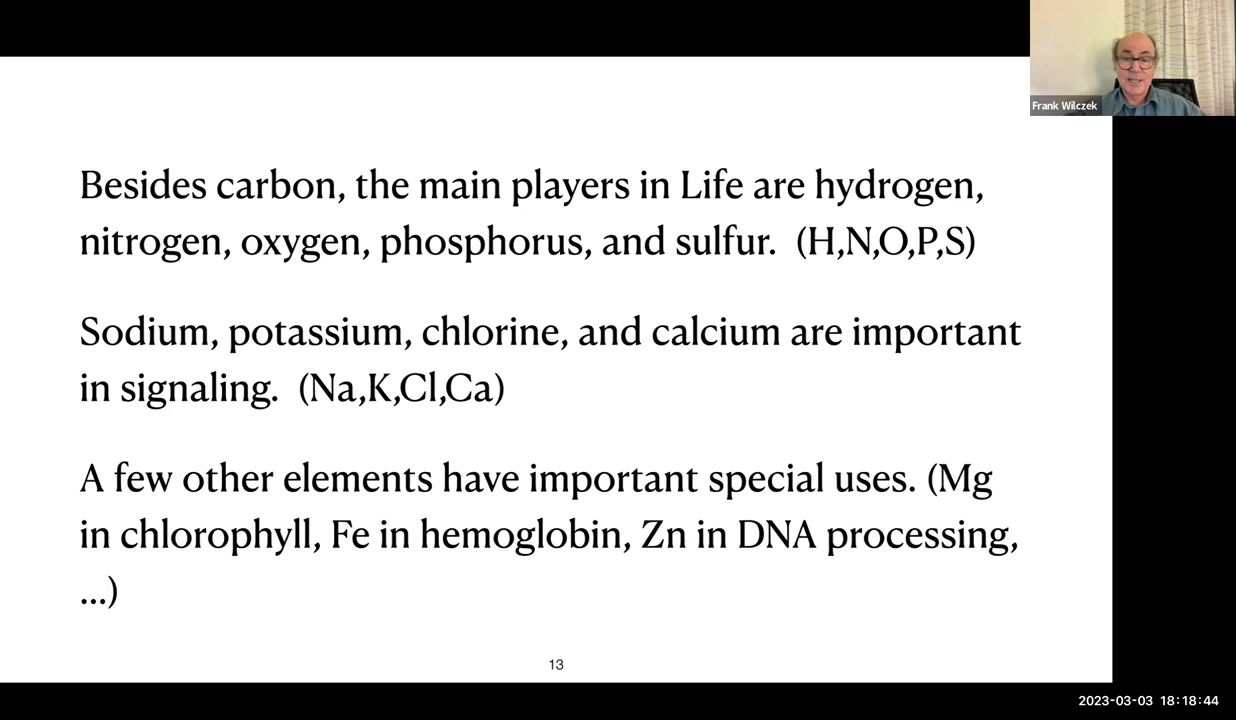 Frank Wilczek
Besides carbon, the main players in Life are hydrogen,
nitrogen, oxygen, phosphorus, and sulfur. (H,N,O,P,S)
Sodium, potassium, chlorine, and calcium are important
in signaling. (Na,K,Cl,Ca)
A few other elements have important special uses. (Mg
in chlorophyll, Fe in hemoglobin, Zn in DNA processing,
...)
13
2023-03-03 18:18:44